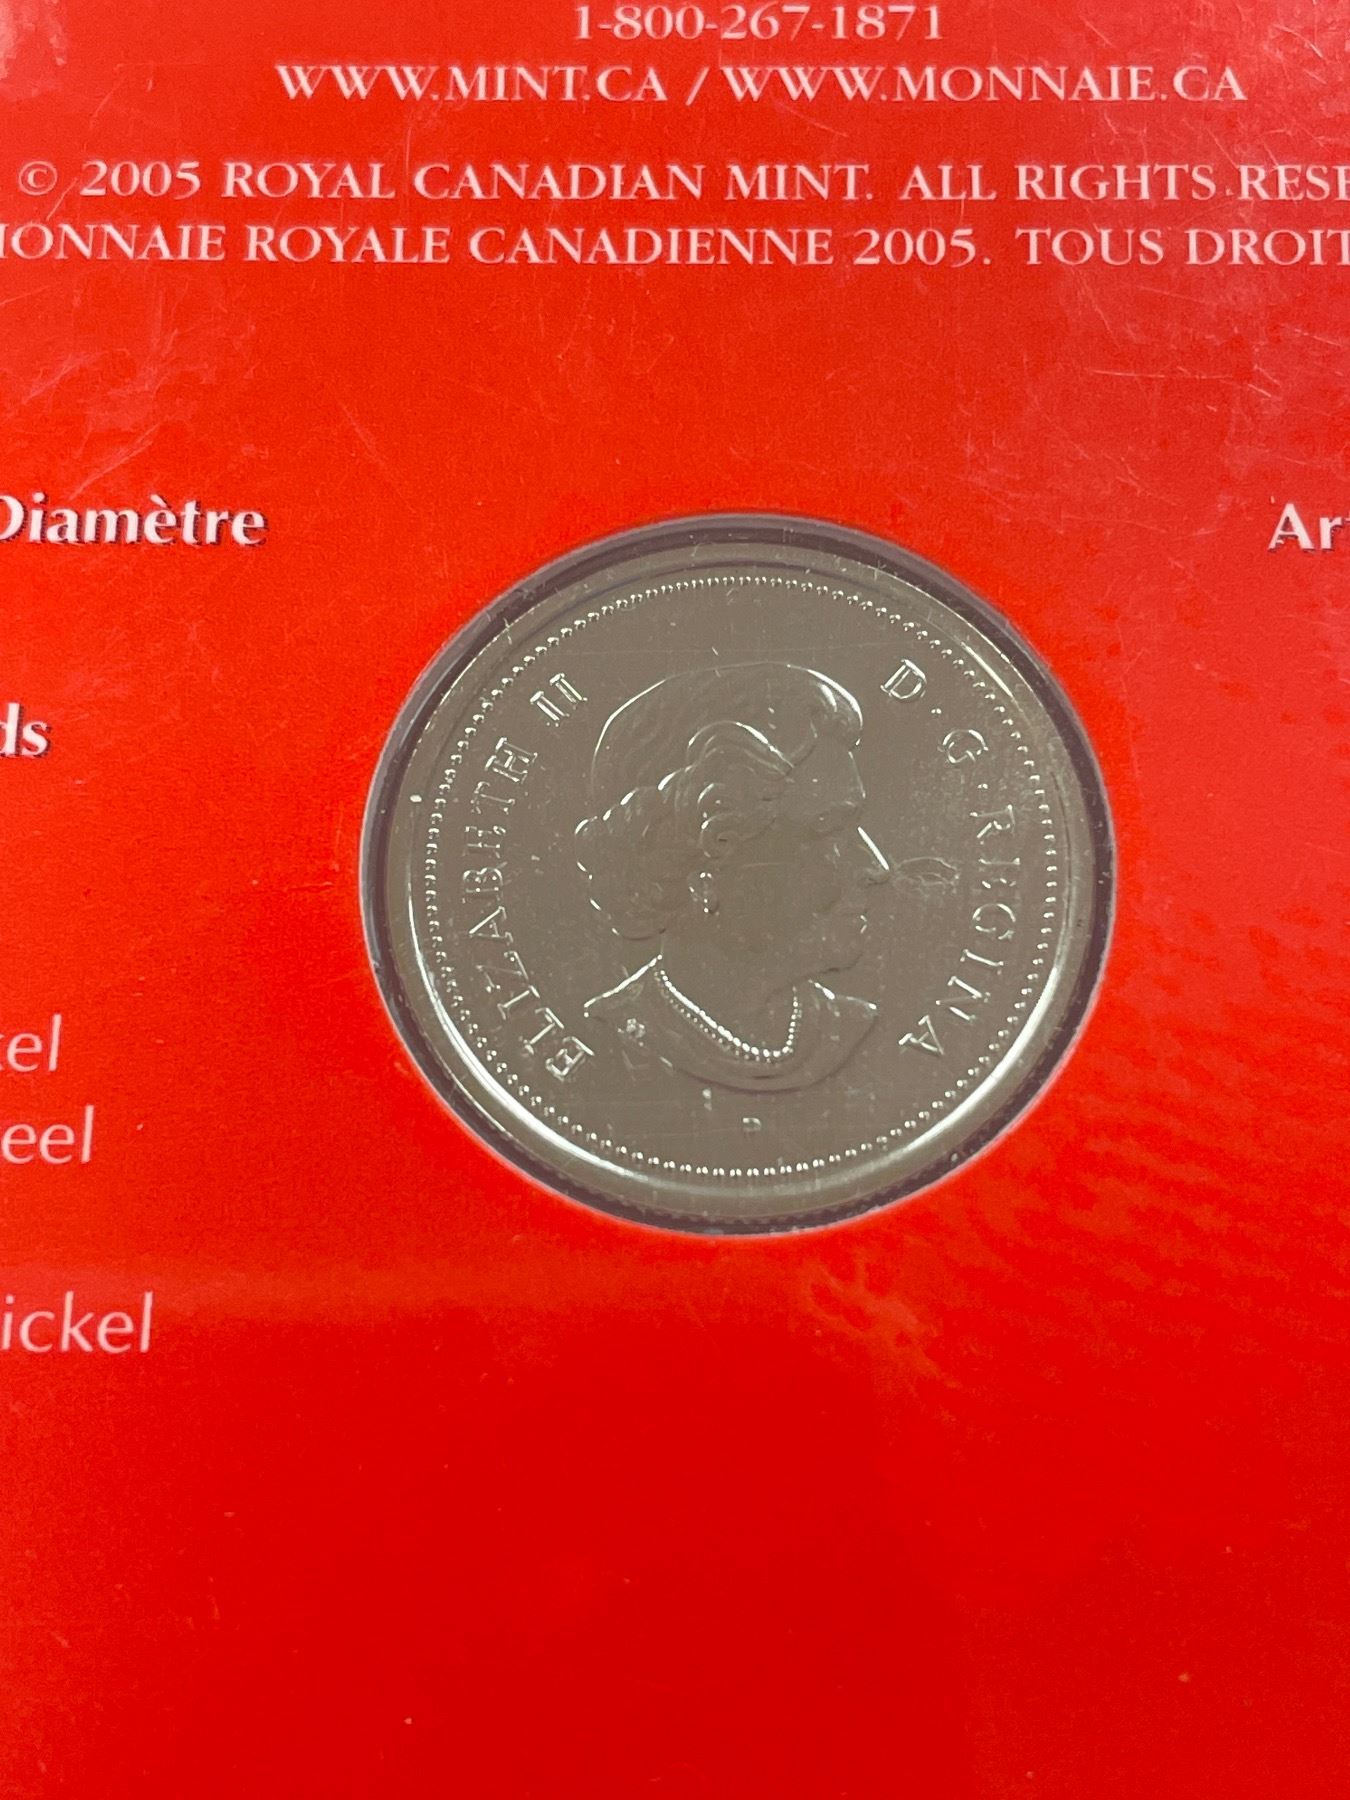 1-800-267-1871
WWW.MINT.CA / WWW.MONNAIE.CA
© 2005 ROYAL CANADIAN MINT. ALL RIGHTS RESE
ONNAIE ROYALE CANADIENNE 2005. TOUS DROIT
Diamètre
Ar
ds
ELIZABETH II D·G·REGINA
P
kel
eel
ickel